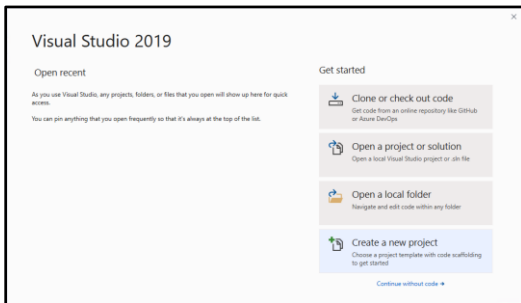 Visual Studio 2019
Open recent
As you use Visual Studio, any projects, folders, or files that you open will show up here for quick
access.
You can pin anything that you open frequently so that it's always at the top of the list.
Get started
Clone or check out code
Get code from an online repository like GitHub
or Azure DevOps
Open a project or solution
Open a local Visual Studio project or .sln file
Open a local folder
Navigate and edit code within any folder
Create a new project
Choose a project template with code scaffolding
to get started
Continue without code →